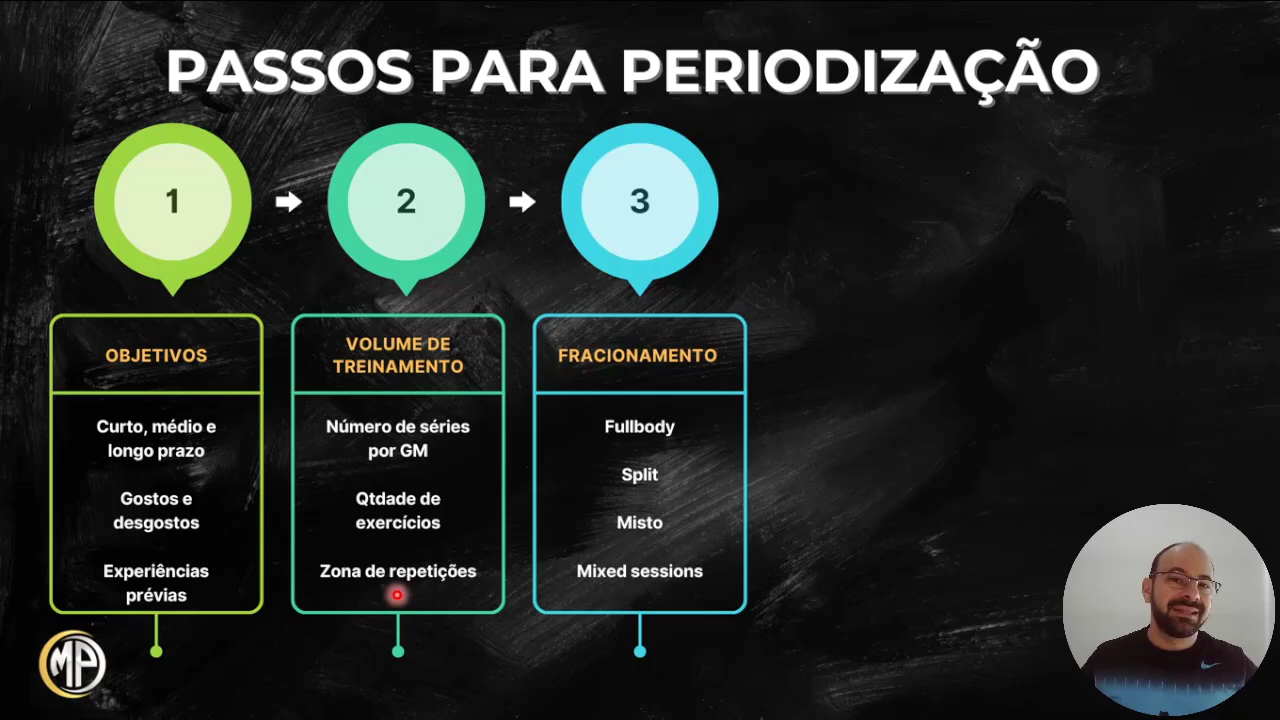 PASSOS PARA PERIODIZAÇÃO
1
2
3
OBJETIVOS
Curto, médio e
longo prazo
Gostos e
desgostos
Experiências
prévias
VOLUME DE
TREINAMENTO
Número de séries
por GM
Qtdade de
exercícios
Zona de repetições
FRACIONAMENTO
Fullbody
Split
Misto
Mixed sessions
MP